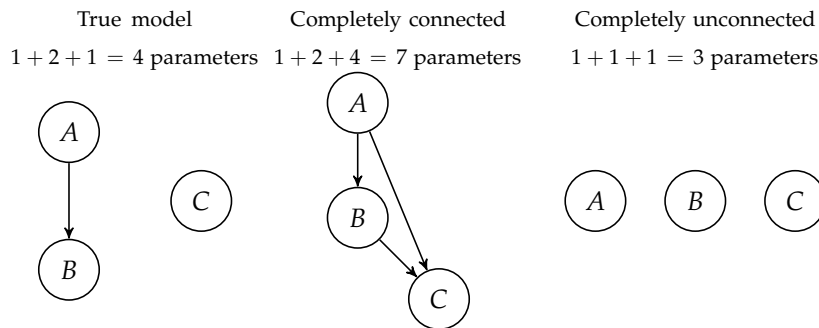 True model
1 + 2 + 1 = 4 parameters
A
B
C
Completely connected
1 + 2 + 4 = 7 parameters
A
B
C
Completely unconnected
1 + 1 + 1 = 3 parameters
A
B
C